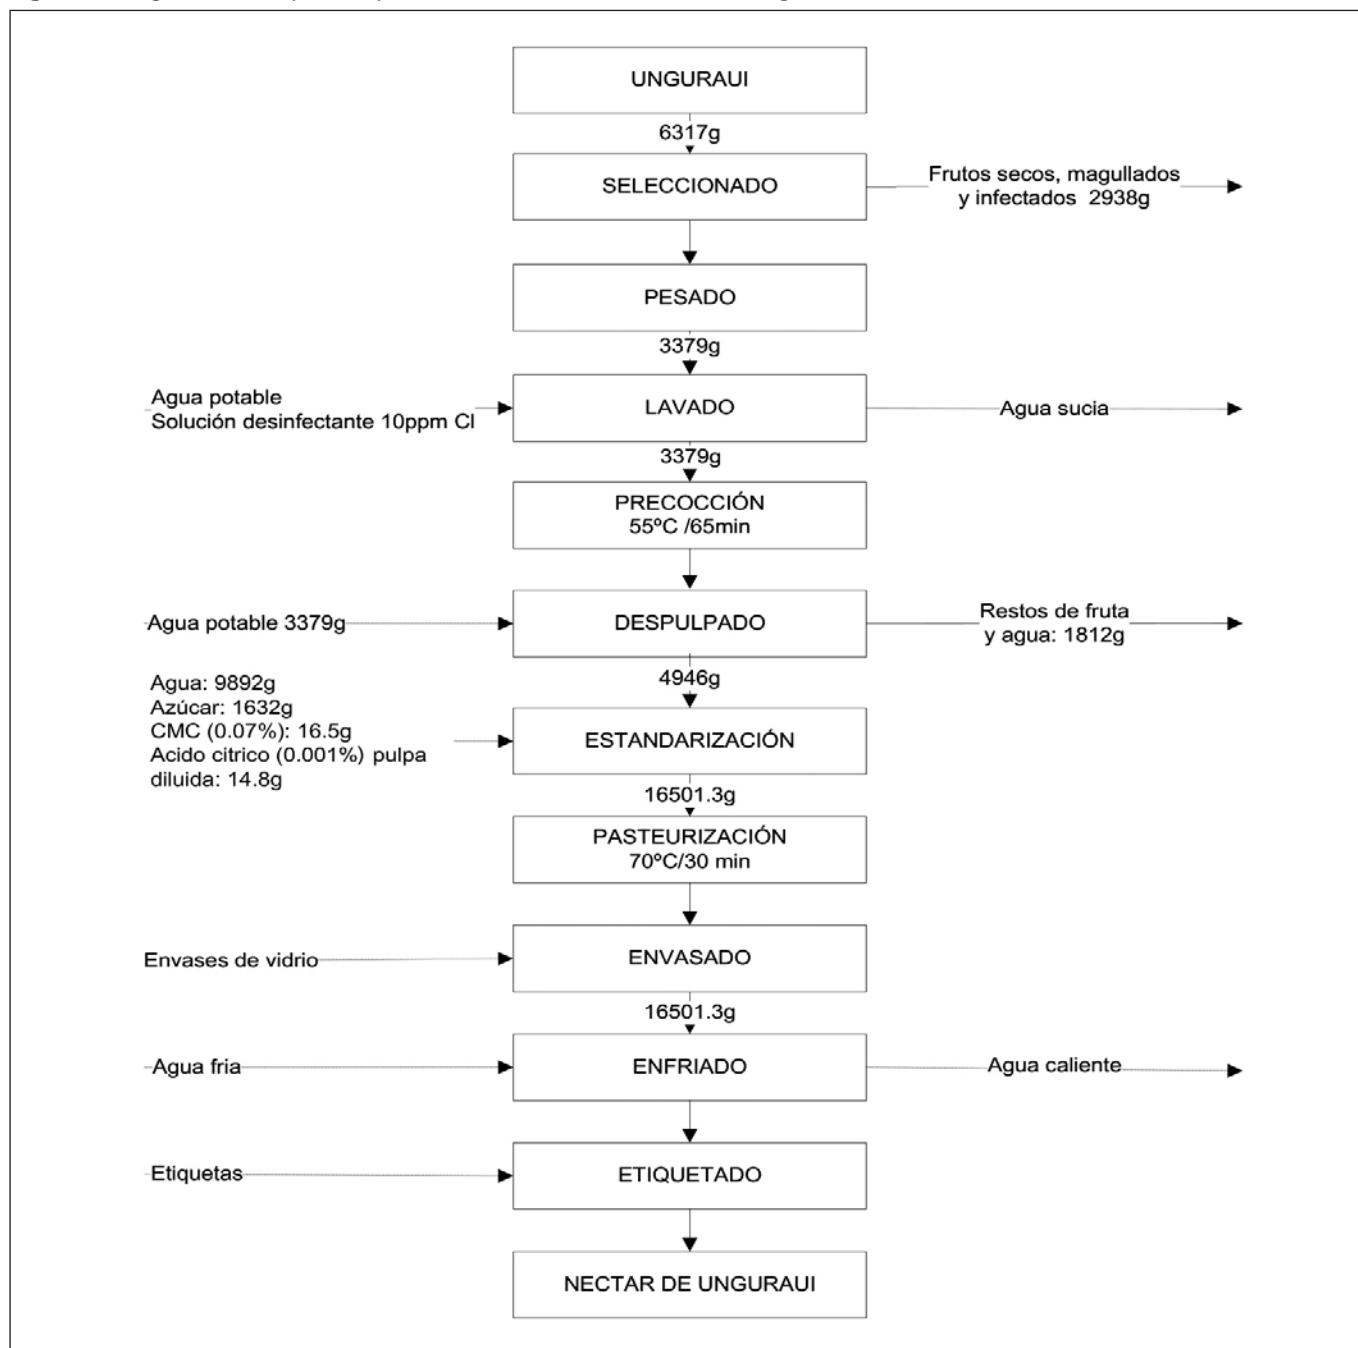 UNGURAUI
6317g
SELECCIONADO
Frutos secos, magullados
y infectados 2938g
PESADO
3379g
Agua potable
Solución desinfectante 10ppm Cl
LAVADO
Agua sucia
3379g
PRECOCCIÓN
55ºC /65min
Agua potable 3379g
DESPULPADO
Restos de fruta
y agua: 1812g
4946g
Agua: 9892g
Azúcar: 1632g
CMC (0.07%): 16.5g
Acido citrico (0.001%) pulpa
diluida: 14.8g
ESTANDARIZACIÓN
16501.3g
PASTEURIZACIÓN
70ºC/30 min
Envases de vidrio
ENVASADO
16501.3g
Agua fria
ENFRIADO
Agua caliente
Etiquetas
ETIQUETADO
NECTAR DE UNGURAUI